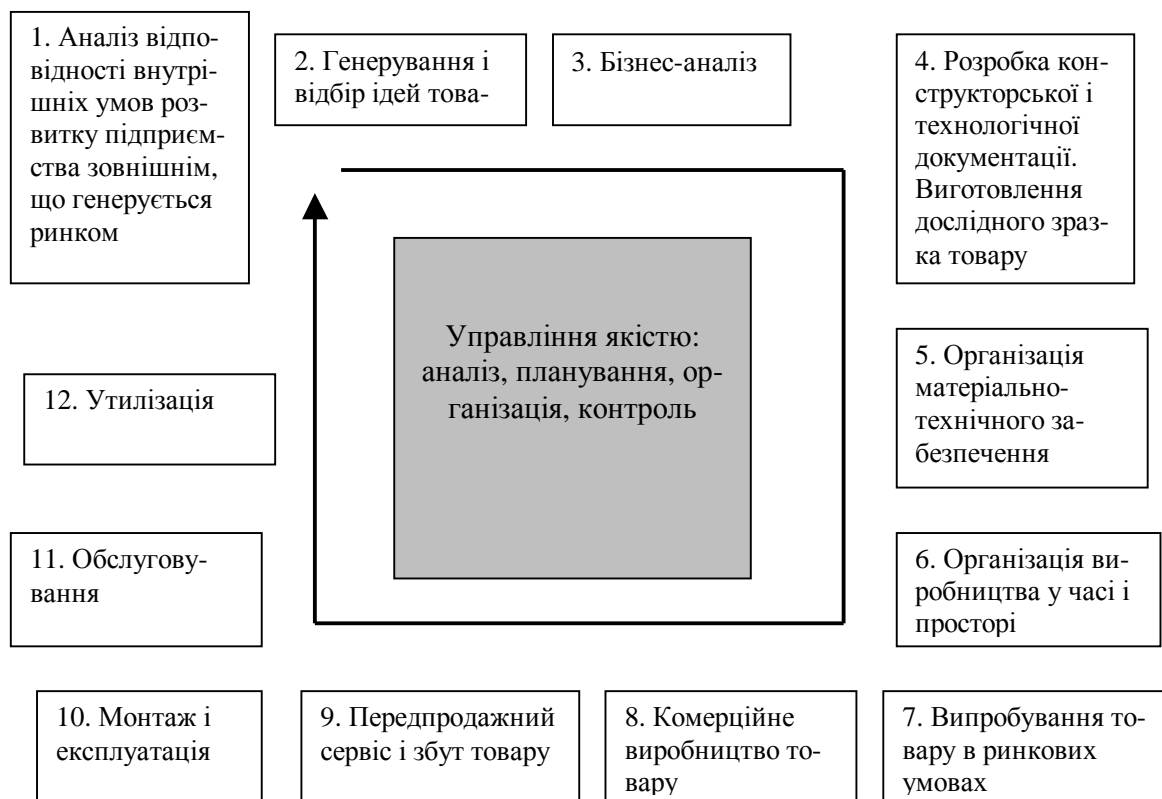 1. Аналіз відпо-
відності внутрі-
шніх умов роз-
витку підприєм-
ства зовнішнім,
що генерується
ринком
2. Генерування і
відбір ідей това-
3. Бізнес-аналіз
4. Розробка кон-
структорської і
технологічної
документації.
Виготовлення
дослідного зраз-
ка товару
Управління якістю:
аналіз, планування, ор-
ганізація, контроль
5. Організація
матеріально-
технічного за-
безпечення
6. Організація ви-
робництва у часі і
просторі
7. Випробування то-
вару в ринкових
умовах
8. Комерційне
виробництво то-
вару
9. Передпродажний
сервіс і збут товару
10. Монтаж і
експлуатація
11. Обслугову-
вання
12. Утилізація